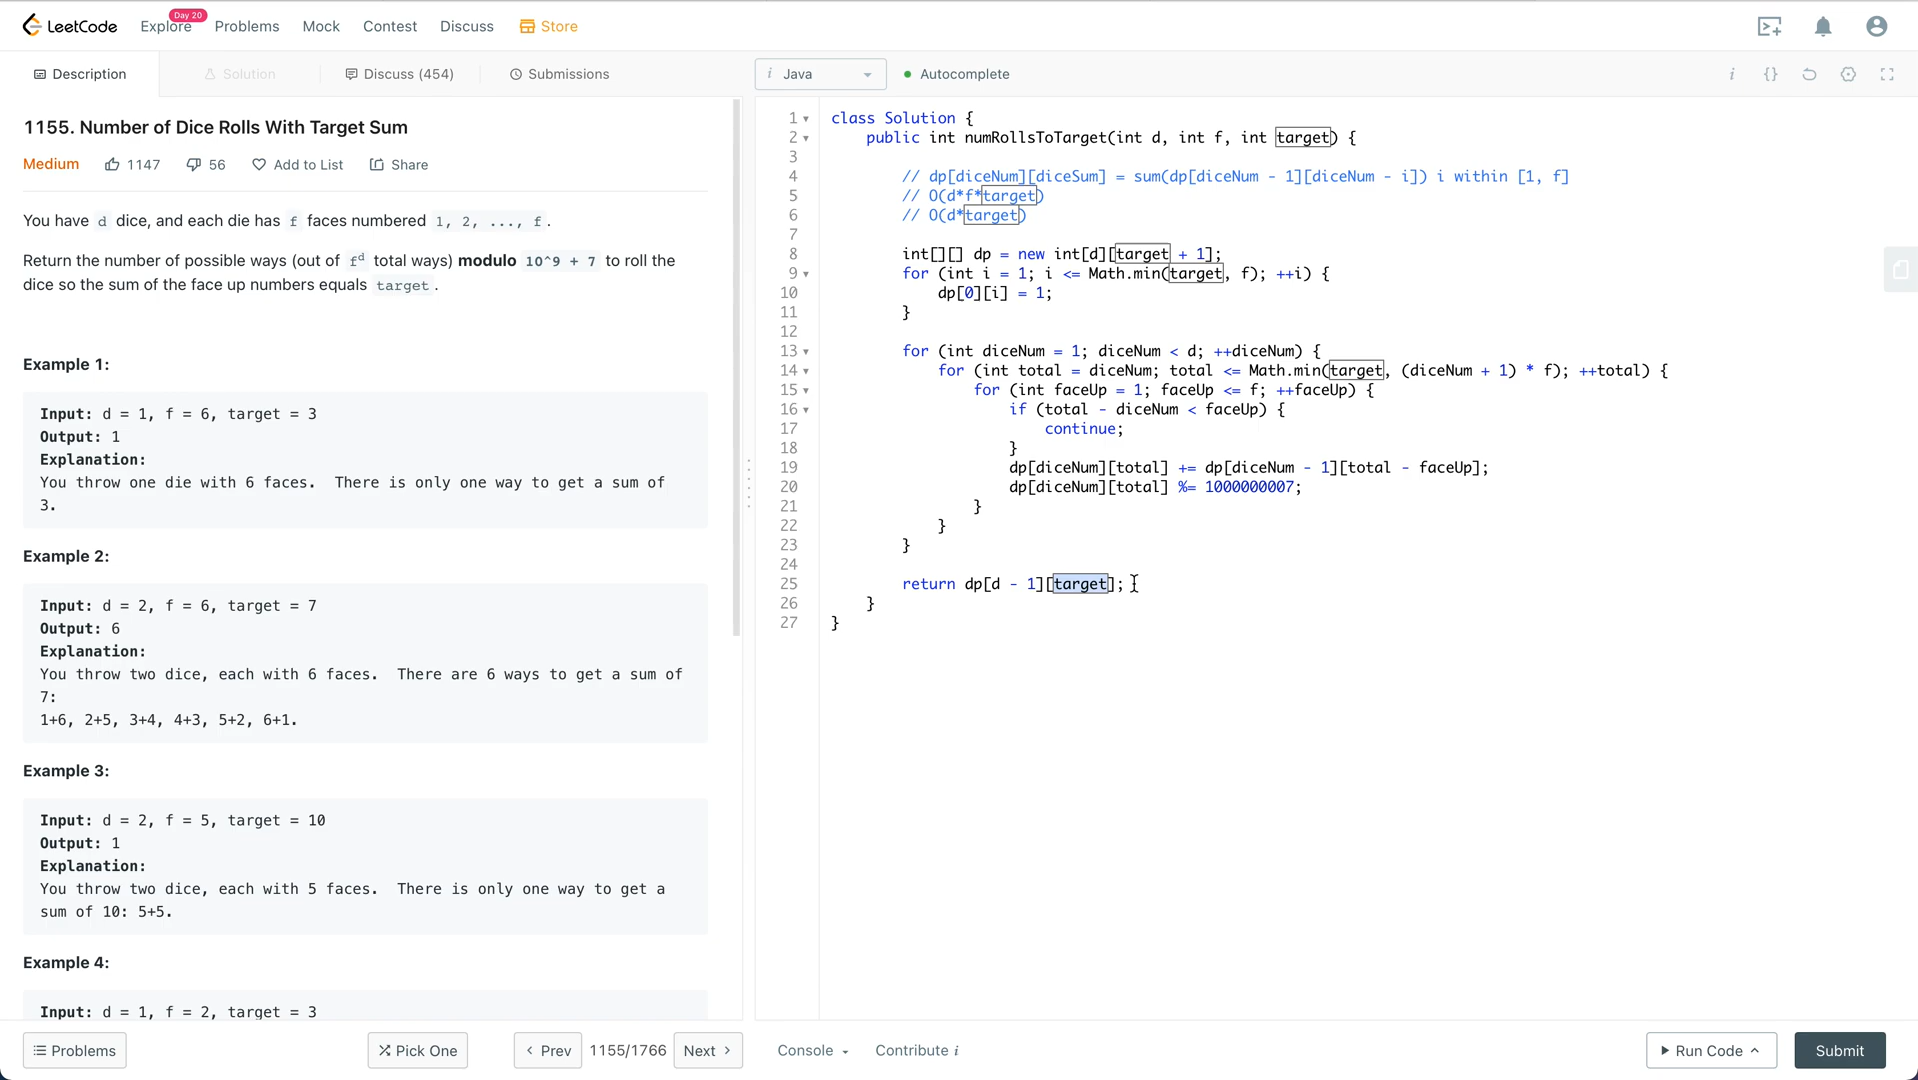 LeetCode
Explore
Day 20
Problems
Mock
Contest
Discuss
Store
Description
Solution
Discuss (454)
Submissions
i Java
Autocomplete
i {}
1155. Number of Dice Rolls With Target Sum
Medium 1147 56 Add to List Share
You have d dice, and each die has f faces numbered 1, 2, ..., f.
Return the number of possible ways (out of f^d total ways) modulo 10^9 + 7 to roll the
dice so the sum of the face up numbers equals target.
Example 1:
Input: d = 1, f = 6, target = 3
Output: 1
Explanation:
You throw one die with 6 faces.  There is only one way to get a sum of
3.
Example 2:
Input: d = 2, f = 6, target = 7
Output: 6
Explanation:
You throw two dice, each with 6 faces.  There are 6 ways to get a sum of
7:
1+6, 2+5, 3+4, 4+3, 5+2, 6+1.
Example 3:
Input: d = 2, f = 5, target = 10
Output: 1
Explanation:
You throw two dice, each with 5 faces.  There is only one way to get a
sum of 10: 5+5.
Example 4:
Input: d = 1, f = 2, target = 3
1 class Solution {
2     public int numRollsToTarget(int d, int f, int target) {
3
4         // dp[diceNum][diceSum] = sum(dp[diceNum - 1][diceNum - i]) i within [1, f]
5         // O(d*f*target)
6         // O(d*target)
7
8         int[][] dp = new int[d][target + 1];
9         for (int i = 1; i <= Math.min(target, f); ++i) {
10             dp[0][i] = 1;
11         }
12
13         for (int diceNum = 1; diceNum < d; ++diceNum) {
14             for (int total = diceNum; total <= Math.min(target, (diceNum + 1) * f); ++total) {
15                 for (int faceUp = 1; faceUp <= f; ++faceUp) {
16                     if (total - diceNum < faceUp) {
17                         continue;
18                     }
19                     dp[diceNum][total] += dp[diceNum - 1][total - faceUp];
20                     dp[diceNum][total] %= 1000000007;
21                 }
22             }
23         }
24
25         return dp[d - 1][target];
26     }
27 }
Problems
Pick One
Prev
1155/1766
Next
Console
Contribute i
Run Code
Submit